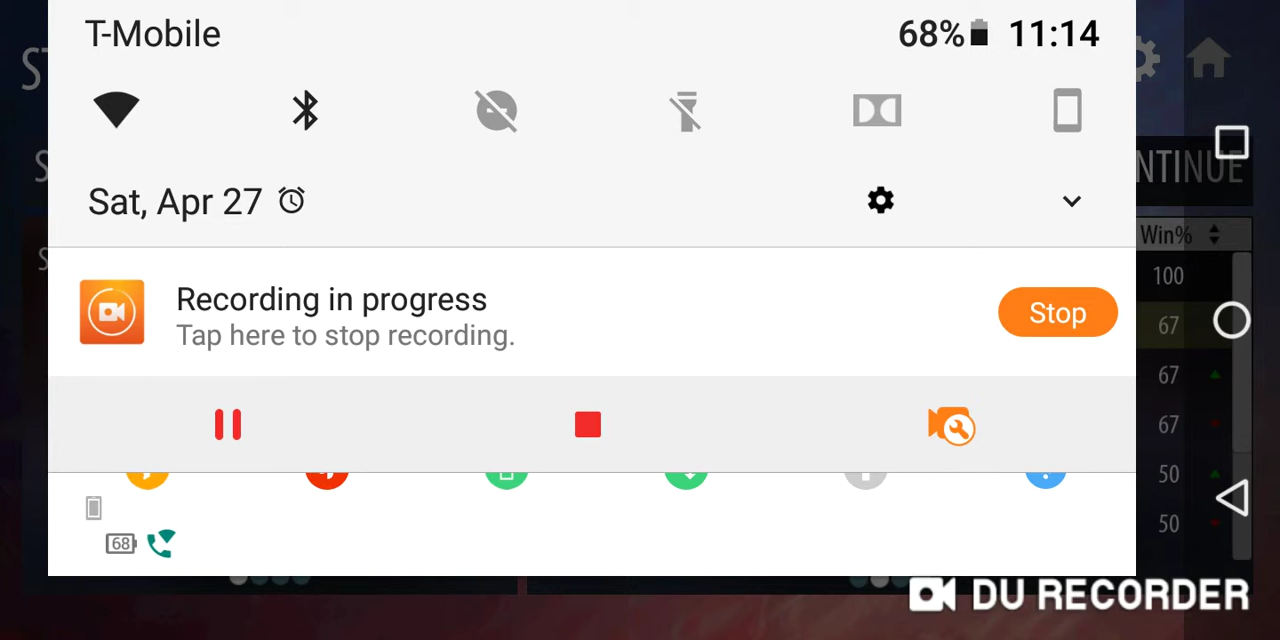 T-Mobile
68% 11:14
Sat, Apr 27
Recording in progress
Tap here to stop recording.
Stop
68
Win%
100
67
67
67
50
50
DU RECORDER